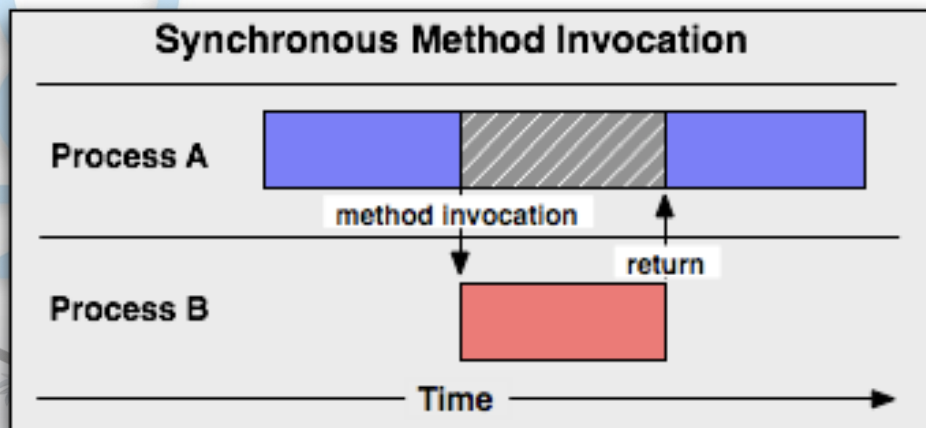 Synchronous Method Invocation
Process A
method invocation
return
Process B
Time